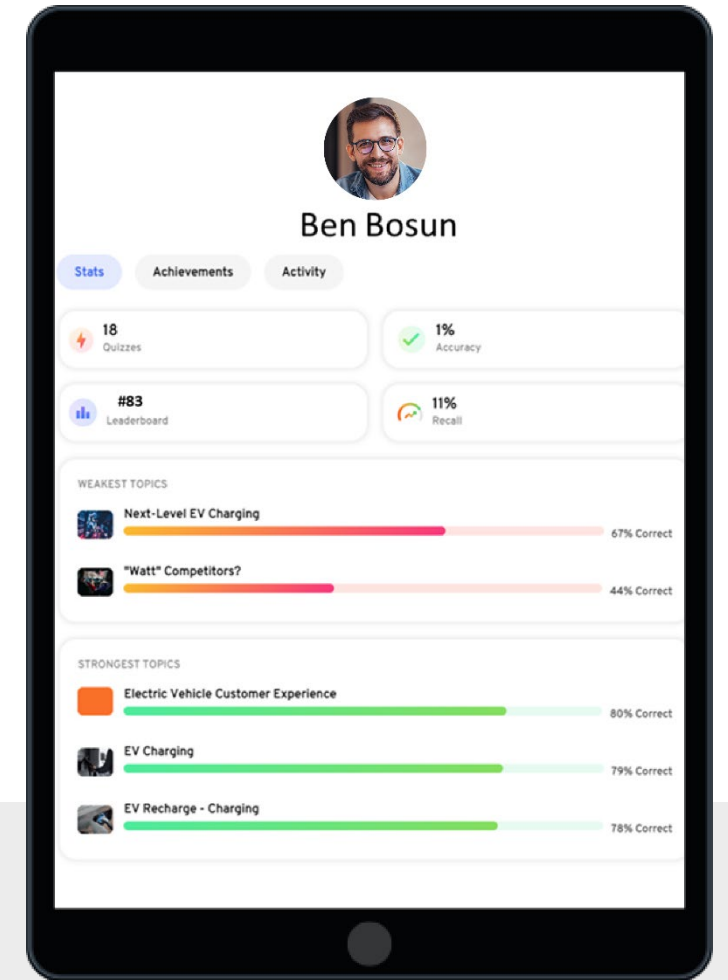 Ben Bosun
Stats Achievements Activity
18
Quizzes
1%
Accuracy
#83
Leaderboard
11%
Recall
WEAKEST TOPICS
Next-Level EV Charging
67% Correct
"Watt" Competitors?
44% Correct
STRONGEST TOPICS
Electric Vehicle Customer Experience
80% Correct
EV Charging
79% Correct
EV Recharge - Charging
78% Correct